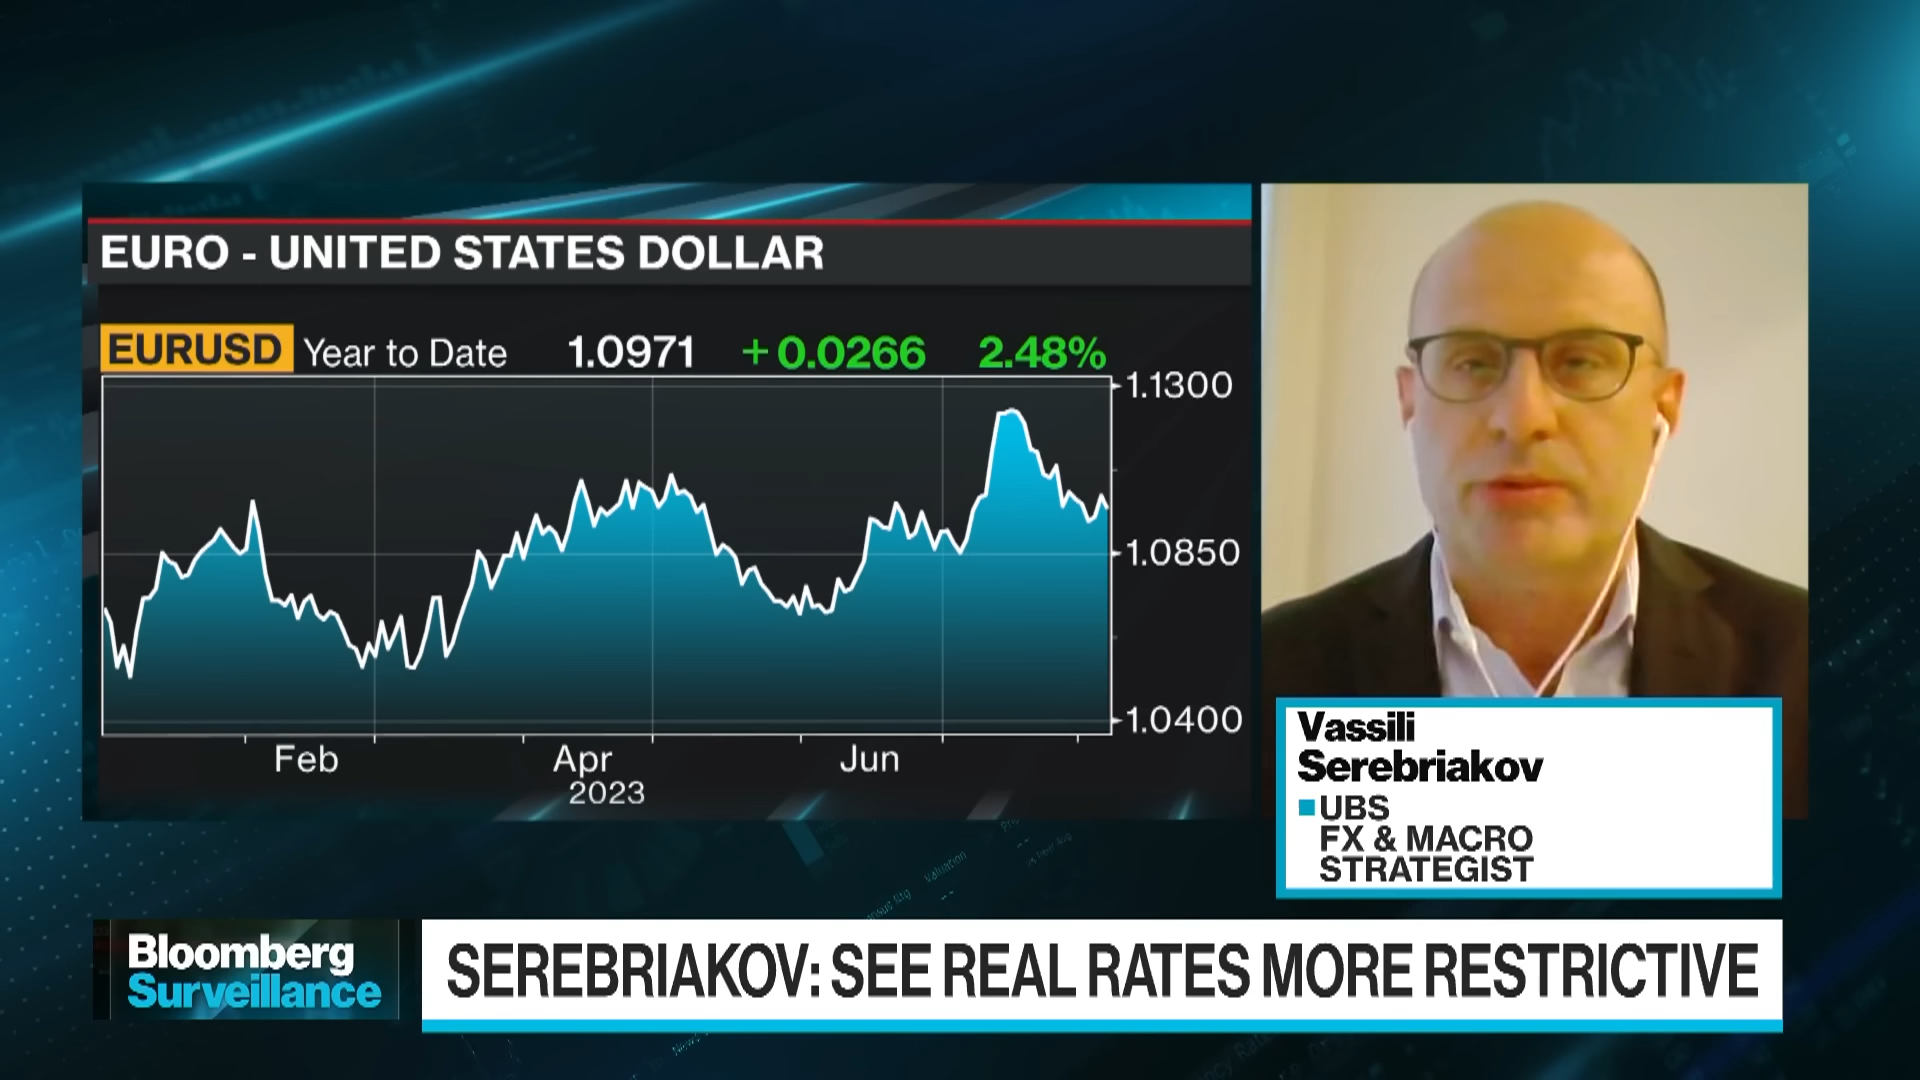 EURO - UNITED STATES DOLLAR
EURUSD Year to Date 1.0971 +0.0266 2.48%
1.1300
1.0850
1.0400
Feb Apr Jun
2023
Vassili
Serebriakov
UBS
FX & MACRO
STRATEGIST
Bloomberg
Surveillance
SEREBRIAKOV: SEE REAL RATES MORE RESTRICTIVE